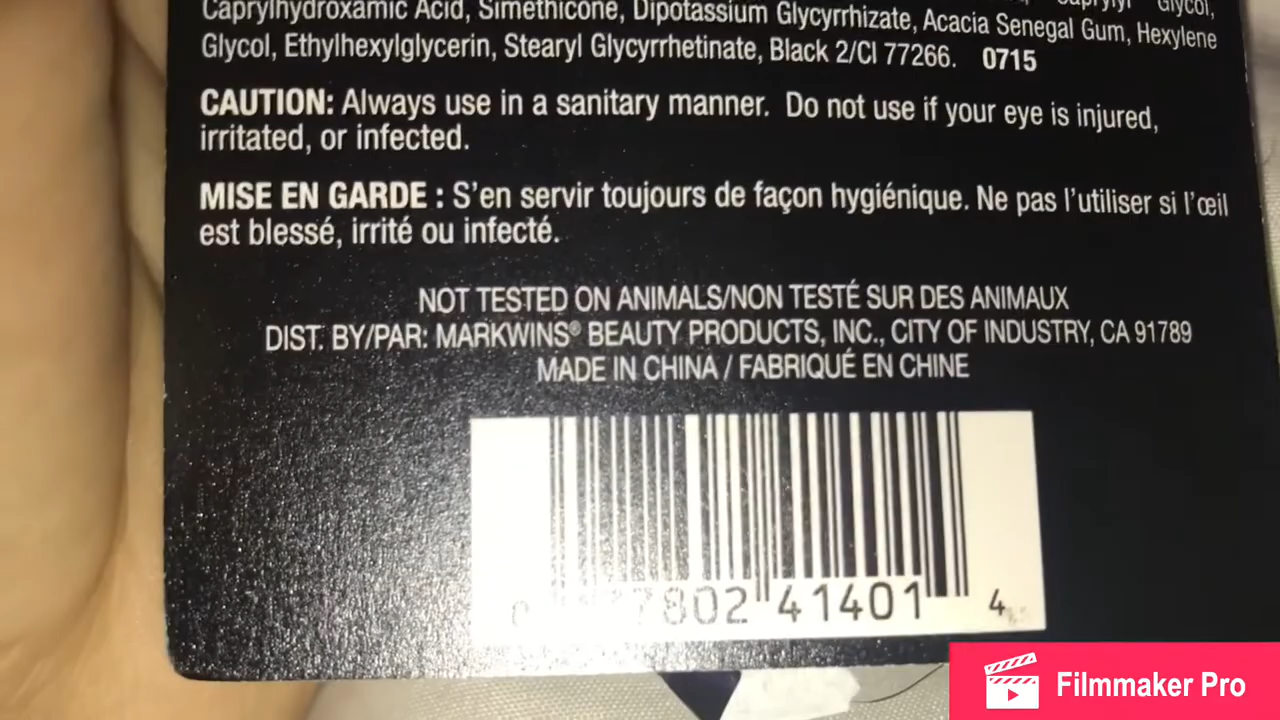 Caprylhydroxamic Acid, Simethicone, Dipotassium Glycyrrhizate, Acacia Senegal Gum, Hexylene
Glycol, Ethylhexylglycerin, Stearyl Glycyrrhetinate, Black 2/CI 77266. 0715
CAUTION: Always use in a sanitary manner. Do not use if your eye is injured,
irritated, or infected.
MISE EN GARDE : S'en servir toujours de façon hygiénique. Ne pas l'utiliser si l'œil
est blessé, irrité ou infecté.
NOT TESTED ON ANIMALS/NON TESTÉ SUR DES ANIMAUX
DIST. BY/PAR: MARKWINS® BEAUTY PRODUCTS, INC., CITY OF INDUSTRY, CA 91789
MADE IN CHINA / FABRIQUÉ EN CHINE
7802 41401 4
Filmmaker Pro